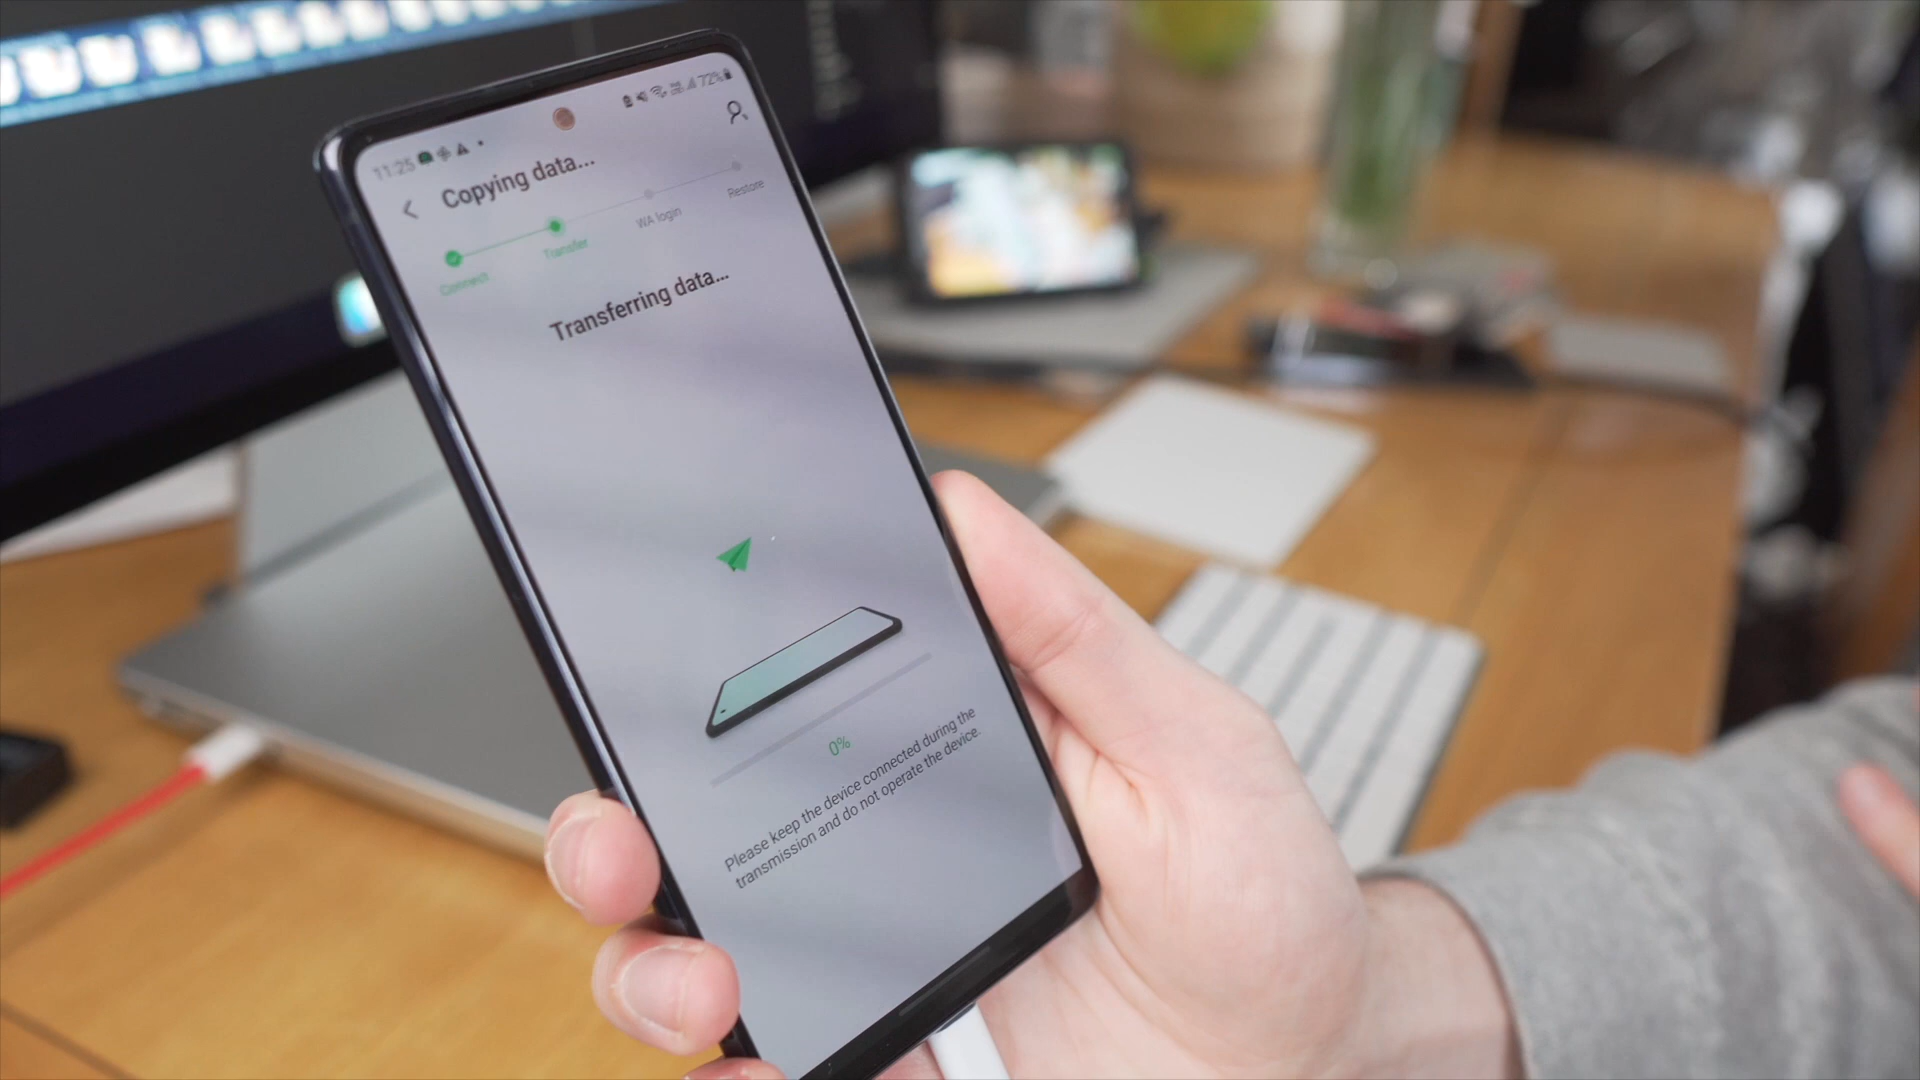 11:25
72%
Copying data...
Connect
Transfer
WA login
Restore
Transferring data...
0%
Please keep the device connected during the
transmission and do not operate the device.